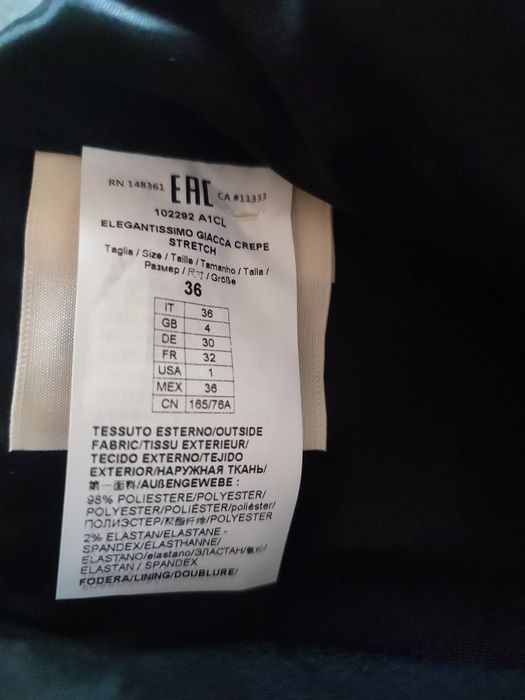 RN 148361 EAC CA #11333
102292 A1CL
ELEGANTISSIMO GIACCA CREPE
STRETCH
Taglia / Size / Taille / Tamanho / Talla /
Размер / 尺寸 / Größe
36
IT 36
GB 4
DE 30
FR 32
USA 1
MEX 36
CN 165/76A
TESSUTO ESTERNO/OUTSIDE
FABRIC/TISSU EXTERIEUR/
TECIDO EXTERNO/TEJIDO
EXTERIOR/НАРУЖНАЯ ТКАНЬ/
第一面料/AUßENGEWEBE :
98% POLIESTERE/POLYESTER/
POLYESTER/POLIÉSTER/poliéster/
ПОЛИЭСТЕР/聚酯纤维/POLYESTER
2% ELASTAN/ELASTANE -
SPANDEX/ÉLASTHANNE/
ELASTANO/elastano/ЭЛАСТАН/氨纶/
ELASTAN / SPANDEX
FODERA/LINING/DOUBLURE/